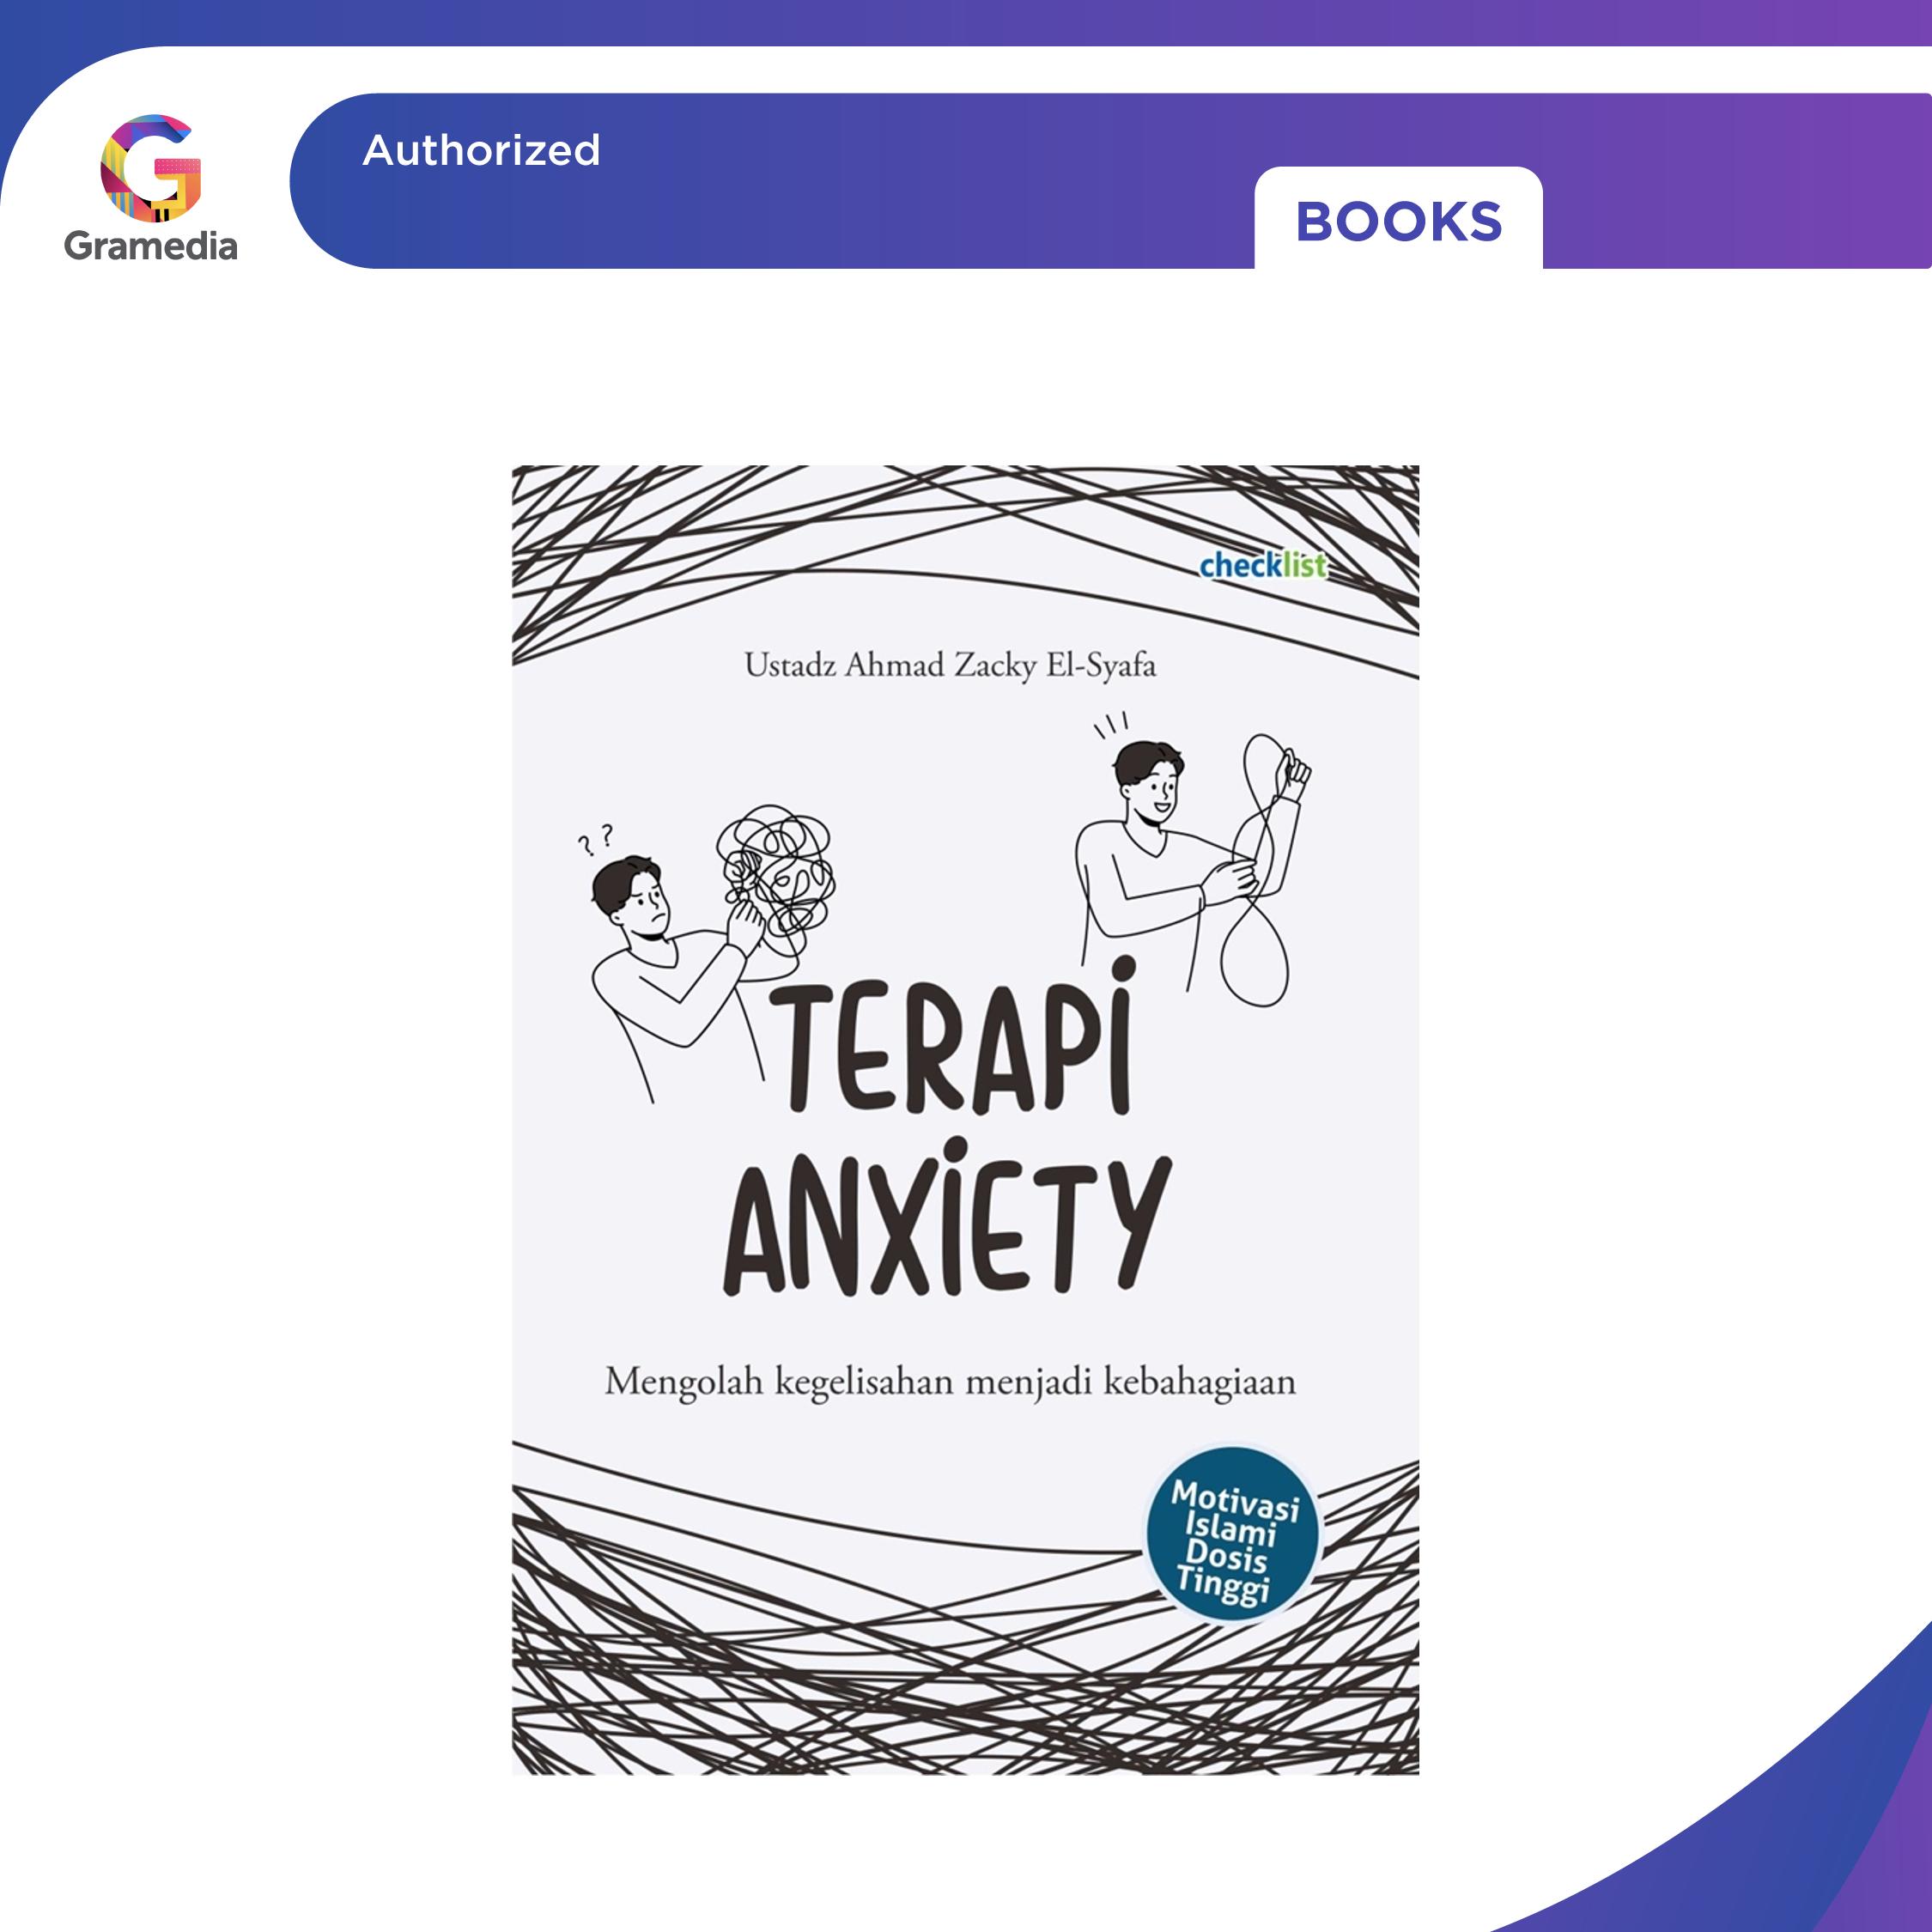 Gramedia
Authorized
BOOKS
checklist
Ustadz Ahmad Zacky El-Syafa
? ?
TERAPI
ANXIETY
Mengolah kegelisahan menjadi kebahagiaan
Motivasi
Islami
Dosis
Tinggi